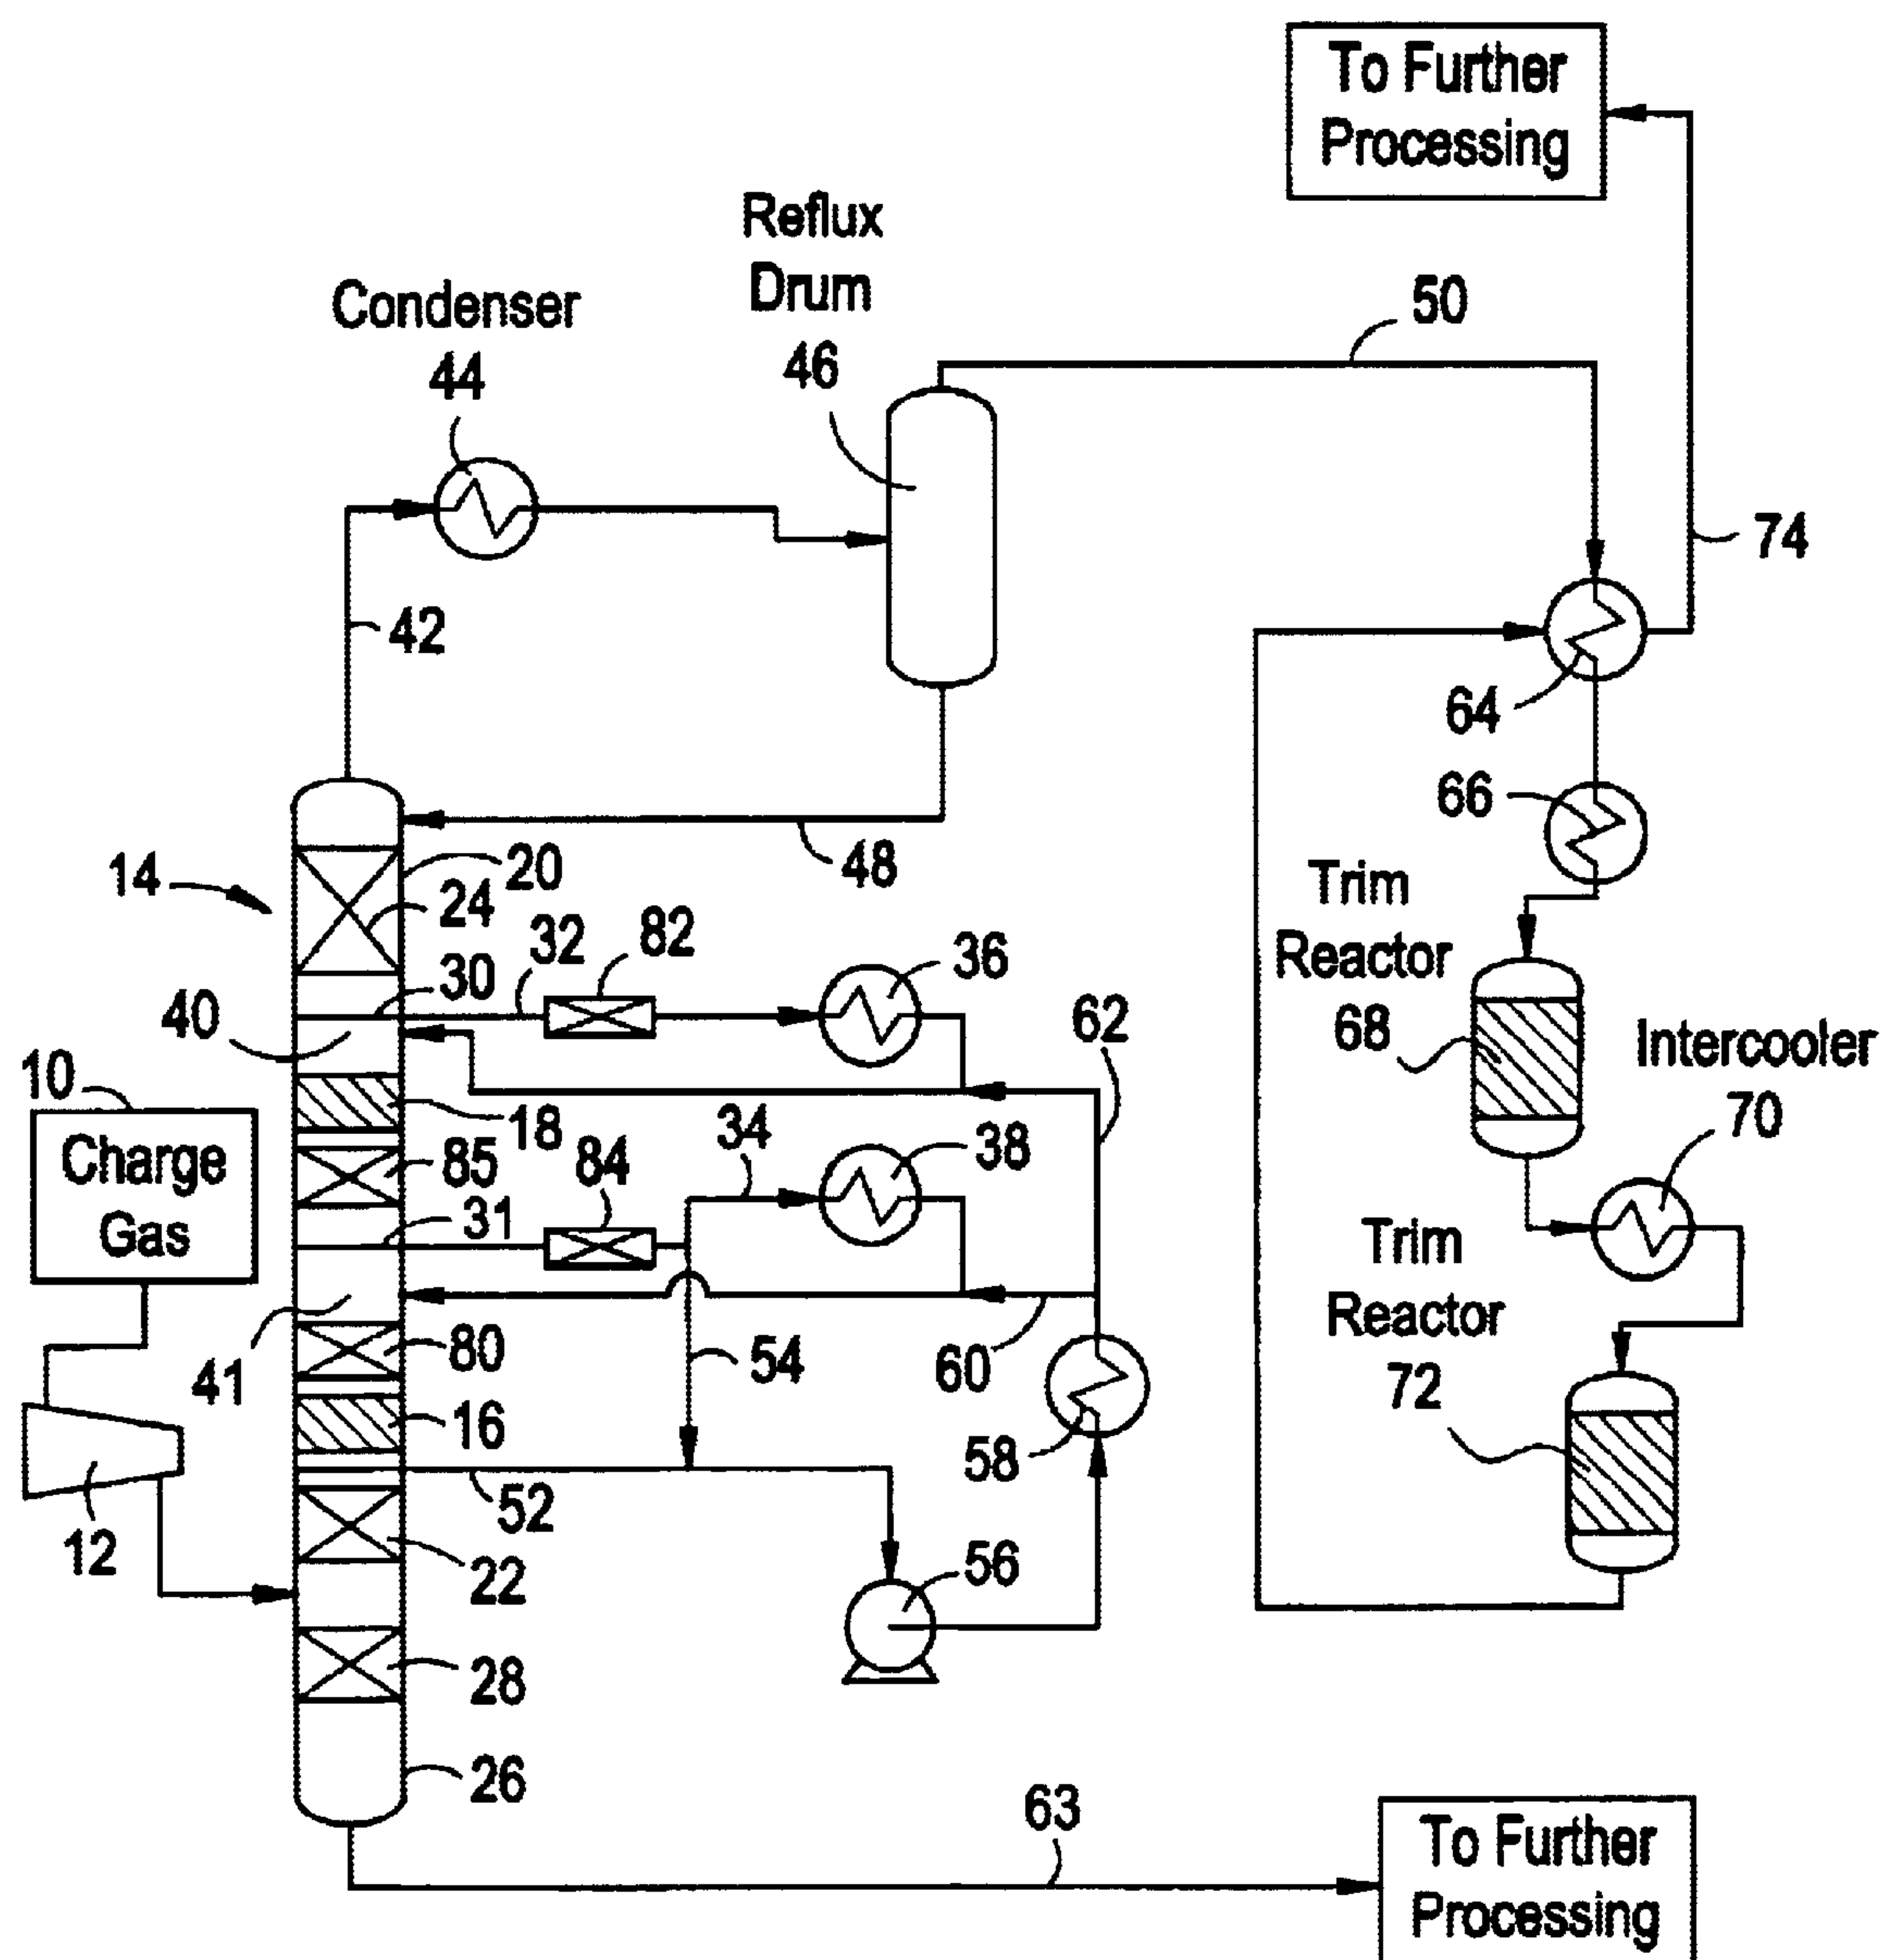 To Further
Processing
Reflux
Drum
46
Condenser
44
50
74
42
64
66
48
20
14
24
32
82
36
30
40
62
Trim
Reactor
68
Intercooler
70
10
Charge
Gas
18
34
38
85
84
31
Trim
Reactor
72
41
80
54
60
16
58
52
12
22
56
28
26
63
To Further
Processing